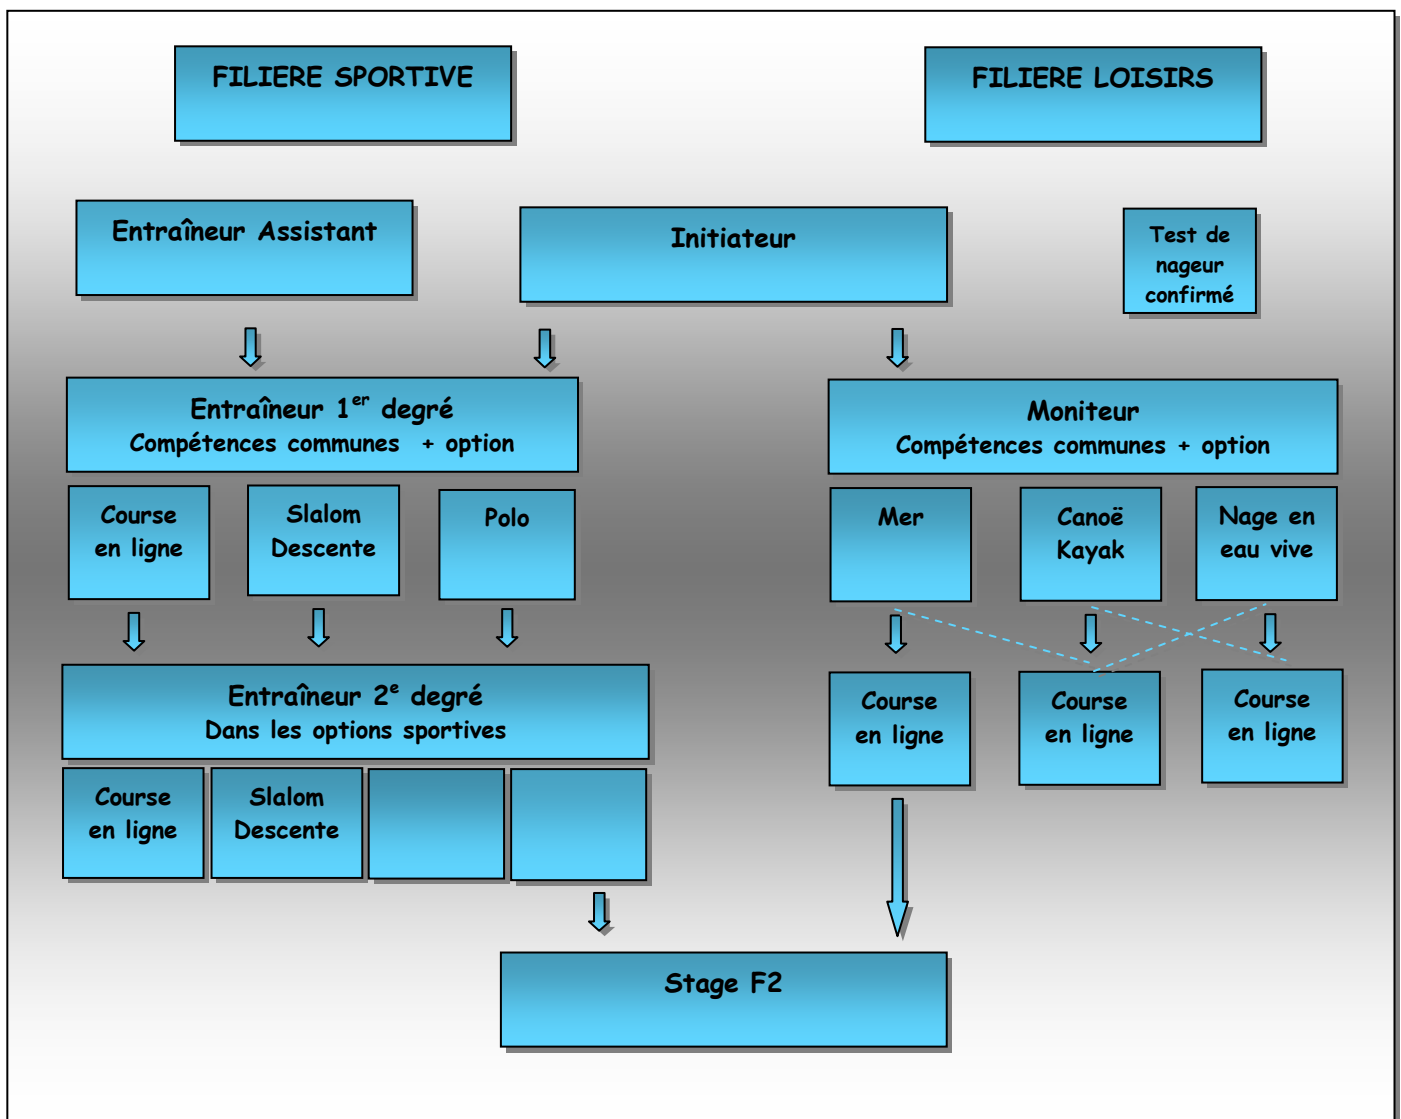 FILIERE SPORTIVE
FILIERE LOISIRS
Entraîneur Assistant
Initiateur
Test de
nageur
confirmé
Entraîneur 1er degré
Compétences communes + option
Moniteur
Compétences communes + option
Course
en ligne
Slalom
Descente
Polo
Mer
Canoë
Kayak
Nage en
eau vive
Entraîneur 2e degré
Dans les options sportives
Course
en ligne
Course
en ligne
Course
en ligne
Course
en ligne
Slalom
Descente
Stage F2